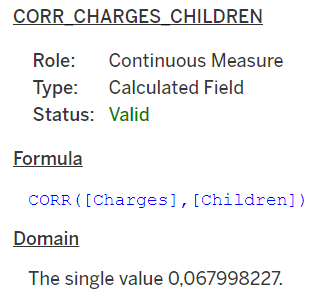 CORR_CHARGES_CHILDREN
Role: Continuous Measure
Type: Calculated Field
Status: Valid
Formula
CORR([Charges],[Children])
Domain
The single value 0,067998227.